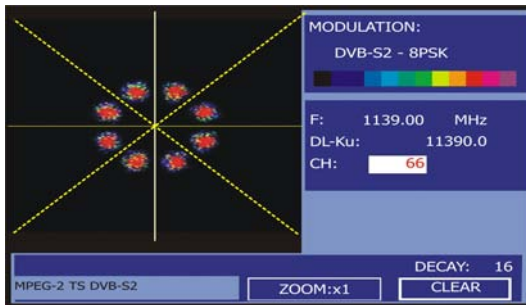 MODULATION:
DVB-S2 - 8PSK
F: 1139.00 MHz
DL-Ku: 11390.0
CH: 66
DECAY: 16
MPEG-2 TS DVB-S2 ZOOM:x1 CLEAR